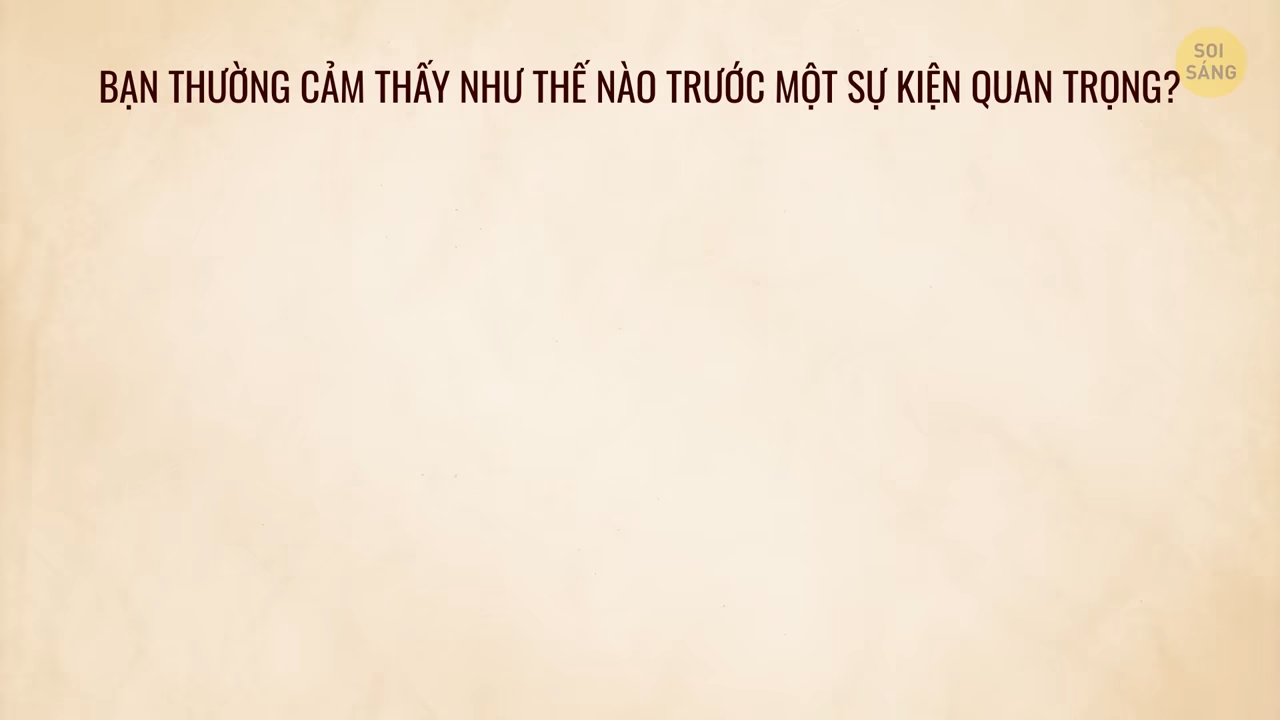 BẠN THƯỜNG CẢM THẤY NHƯ THẾ NÀO TRƯỚC MỘT SỰ KIỆN QUAN TRỌNG?
SOI
SÁNG